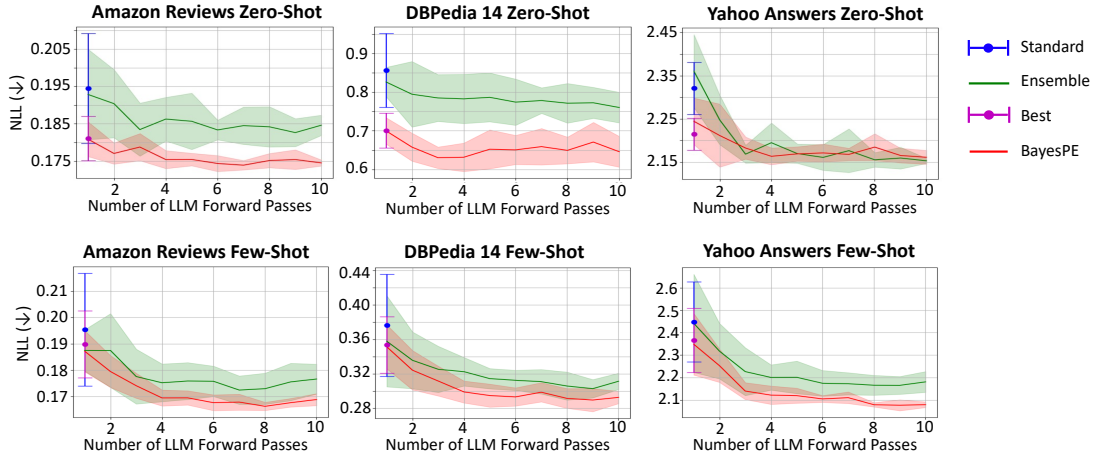 Amazon Reviews Zero-Shot
NLL (↓)
0.205
0.195
0.185
0.175
2 4 6 8 10
Number of LLM Forward Passes
DBPedia 14 Zero-Shot
0.9
0.8
0.7
0.6
2 4 6 8 10
Number of LLM Forward Passes
Yahoo Answers Zero-Shot
2.45
2.35
2.25
2.15
2 4 6 8 10
Number of LLM Forward Passes
Standard
Ensemble
Best
BayesPE
Amazon Reviews Few-Shot
NLL (↓)
0.21
0.20
0.19
0.18
0.17
2 4 6 8 10
Number of LLM Forward Passes
DBPedia 14 Few-Shot
0.44
0.40
0.36
0.32
0.28
2 4 6 8 10
Number of LLM Forward Passes
Yahoo Answers Few-Shot
2.6
2.5
2.4
2.3
2.2
2.1
2 4 6 8 10
Number of LLM Forward Passes